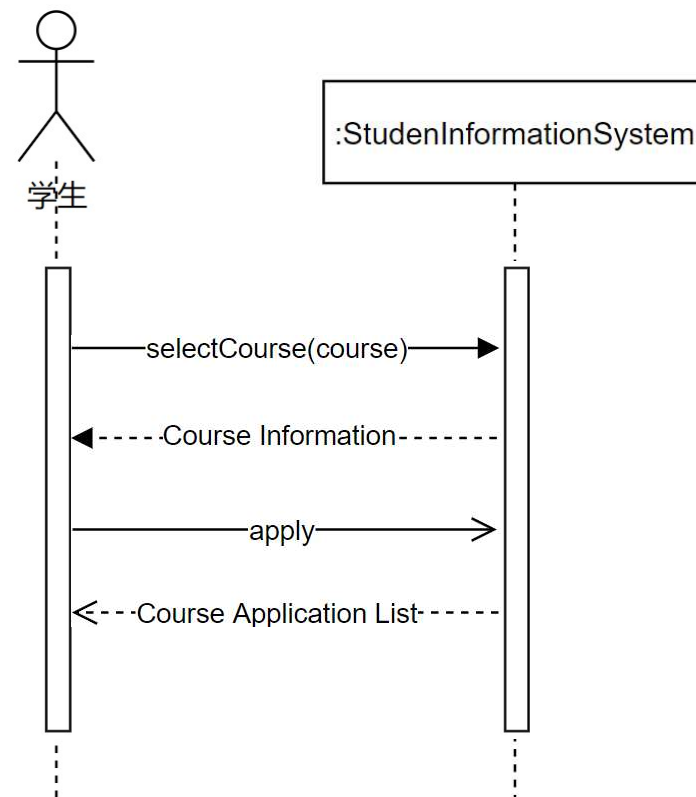 学生
:StudenInformationSystem
selectCourse(course)
Course Information
apply
Course Application List